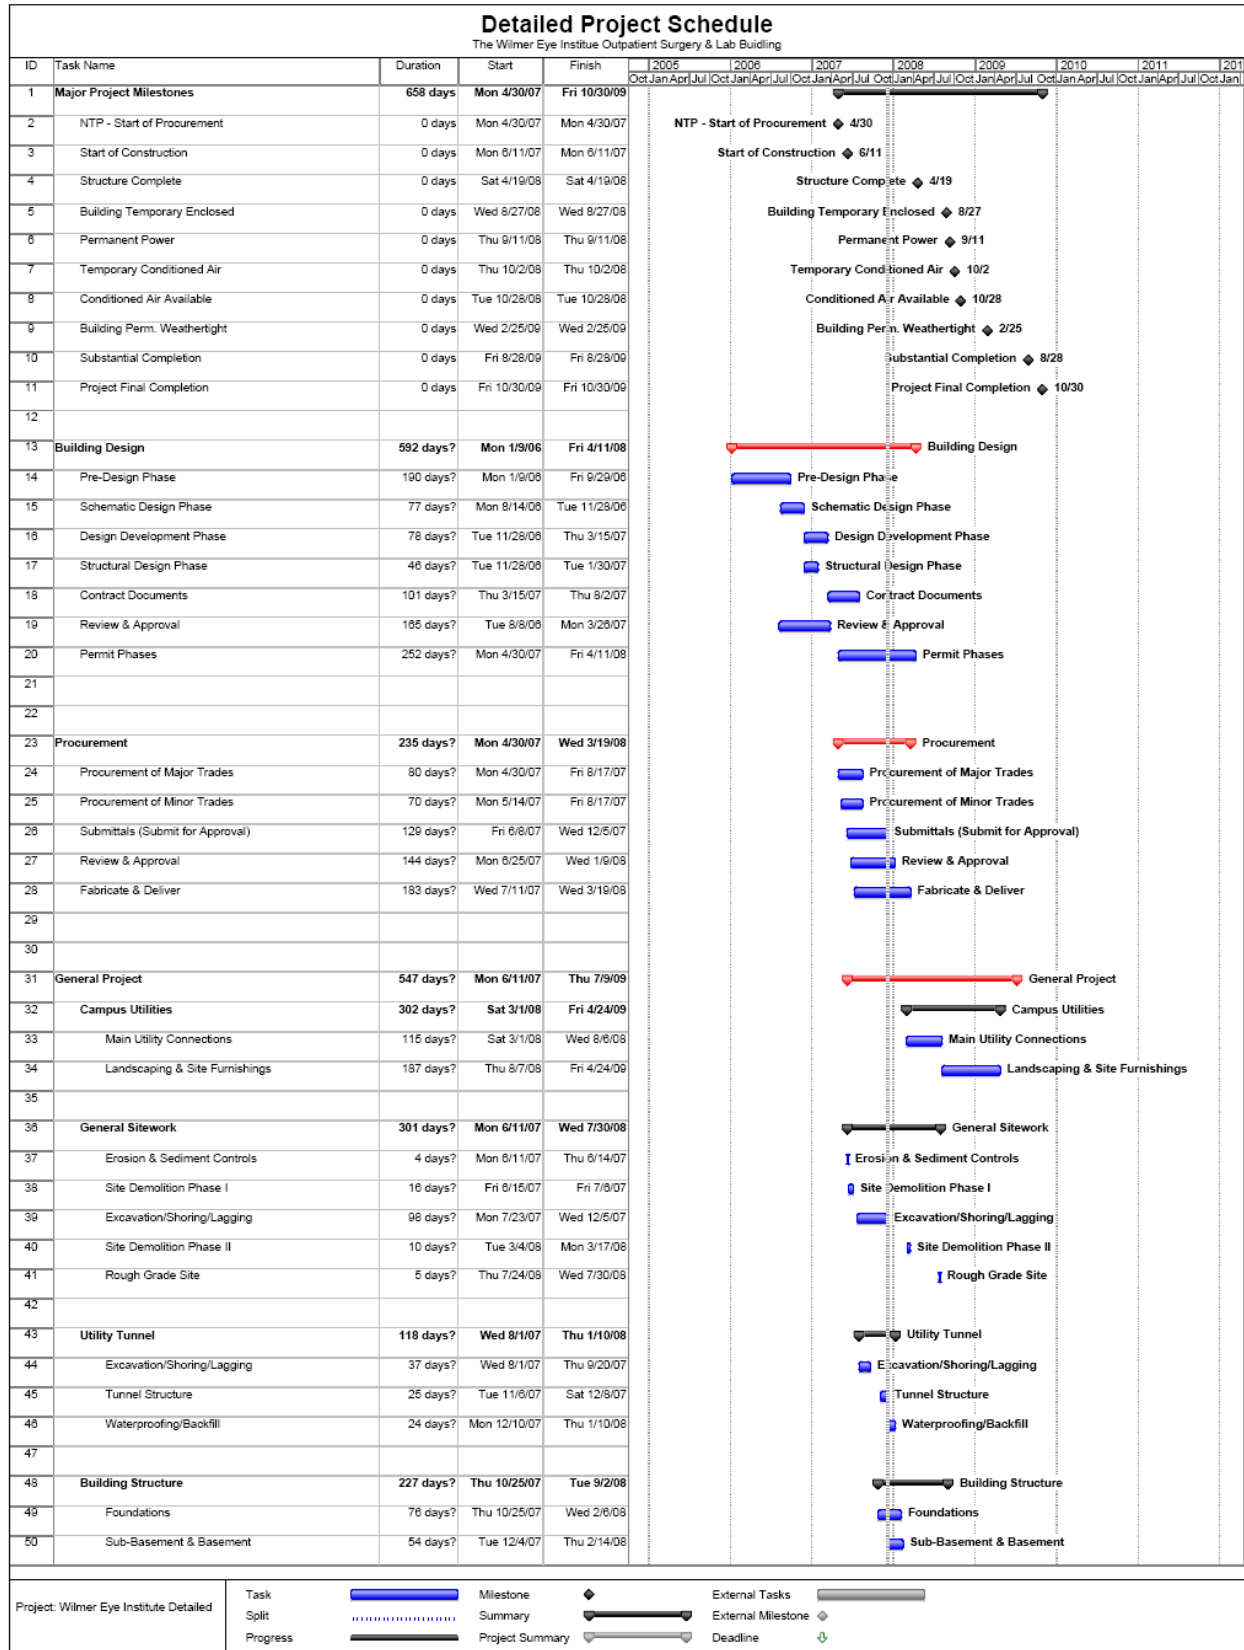 Detailed Project Schedule
The Wilmer Eye Institue Outpatient Surgery & Lab Buidling
ID Task Name Duration Start Finish 2005 2006 2007 2008 2009 2010 2011 201
Oct Jan Apr Jul Oct Jan Apr Jul Oct Jan Apr Jul Oct Jan Apr Jul Oct Jan Apr Jul Oct Jan Apr Jul Oct Jan Apr Jul Oct Jan
1 Major Project Milestones 658 days Mon 4/30/07 Fri 10/30/09
2 NTP - Start of Procurement 0 days Mon 4/30/07 Mon 4/30/07 NTP - Start of Procurement 4/30
3 Start of Construction 0 days Mon 6/11/07 Mon 6/11/07 Start of Construction 6/11
4 Structure Complete 0 days Sat 4/19/08 Sat 4/19/08 Structure Complete 4/19
5 Building Temporary Enclosed 0 days Wed 8/27/08 Wed 8/27/08 Building Temporary Enclosed 8/27
6 Permanent Power 0 days Thu 9/11/08 Thu 9/11/08 Permanent Power 9/11
7 Temporary Conditioned Air 0 days Thu 10/2/08 Thu 10/2/08 Temporary Conditioned Air 10/2
8 Conditioned Air Available 0 days Tue 10/28/08 Tue 10/28/08 Conditioned Air Available 10/28
9 Building Perm. Weathertight 0 days Wed 2/25/09 Wed 2/25/09 Building Perm. Weathertight 2/25
10 Substantial Completion 0 days Fri 8/28/09 Fri 8/28/09 Substantial Completion 8/28
11 Project Final Completion 0 days Fri 10/30/09 Fri 10/30/09 Project Final Completion 10/30
12
13 Building Design 592 days? Mon 1/9/06 Fri 4/11/08 Building Design
14 Pre-Design Phase 190 days? Mon 1/9/06 Fri 9/29/06 Pre-Design Phase
15 Schematic Design Phase 77 days? Mon 8/14/06 Tue 11/28/06 Schematic Design Phase
16 Design Development Phase 78 days? Tue 11/28/06 Thu 3/15/07 Design Development Phase
17 Structural Design Phase 46 days? Tue 11/28/06 Tue 1/30/07 Structural Design Phase
18 Contract Documents 101 days? Thu 3/15/07 Thu 8/2/07 Contract Documents
19 Review & Approval 165 days? Tue 8/8/06 Mon 3/26/07 Review & Approval
20 Permit Phases 252 days? Mon 4/30/07 Fri 4/11/08 Permit Phases
21
22
23 Procurement 235 days? Mon 4/30/07 Wed 3/19/08 Procurement
24 Procurement of Major Trades 80 days? Mon 4/30/07 Fri 8/17/07 Procurement of Major Trades
25 Procurement of Minor Trades 70 days? Mon 5/14/07 Fri 8/17/07 Procurement of Minor Trades
26 Submittals (Submit for Approval) 129 days? Fri 6/8/07 Wed 12/5/07 Submittals (Submit for Approval)
27 Review & Approval 144 days? Mon 6/25/07 Wed 1/9/08 Review & Approval
28 Fabricate & Deliver 183 days? Wed 7/11/07 Wed 3/19/08 Fabricate & Deliver
29
30
31 General Project 547 days? Mon 6/11/07 Thu 7/9/09 General Project
32 Campus Utilities 302 days? Sat 3/1/08 Fri 4/24/09 Campus Utilities
33 Main Utility Connections 115 days? Sat 3/1/08 Wed 8/6/08 Main Utility Connections
34 Landscaping & Site Furnishings 187 days? Thu 8/7/08 Fri 4/24/09 Landscaping & Site Furnishings
35
36 General Sitework 301 days? Mon 6/11/07 Wed 7/30/08 General Sitework
37 Erosion & Sediment Controls 4 days? Mon 6/11/07 Thu 6/14/07 Erosion & Sediment Controls
38 Site Demolition Phase I 16 days? Fri 6/15/07 Fri 7/6/07 Site Demolition Phase I
39 Excavation/Shoring/Lagging 98 days? Mon 7/23/07 Wed 12/5/07 Excavation/Shoring/Lagging
40 Site Demolition Phase II 10 days? Tue 3/4/08 Mon 3/17/08 Site Demolition Phase II
41 Rough Grade Site 5 days? Thu 7/24/08 Wed 7/30/08 Rough Grade Site
42
43 Utility Tunnel 118 days? Wed 8/1/07 Thu 1/10/08 Utility Tunnel
44 Excavation/Shoring/Lagging 37 days? Wed 8/1/07 Thu 9/20/07 Excavation/Shoring/Lagging
45 Tunnel Structure 25 days? Tue 11/6/07 Sat 12/8/07 Tunnel Structure
46 Waterproofing/Backfill 24 days? Mon 12/10/07 Thu 1/10/08 Waterproofing/Backfill
47
48 Building Structure 227 days? Thu 10/25/07 Tue 9/2/08 Building Structure
49 Foundations 76 days? Thu 10/25/07 Wed 2/6/08 Foundations
50 Sub-Basement & Basement 54 days? Tue 12/4/07 Thu 2/14/08 Sub-Basement & Basement
Project: Wilmer Eye Institute Detailed
Task Milestone External Tasks
Split Summary External Milestone
Progress Project Summary Deadline